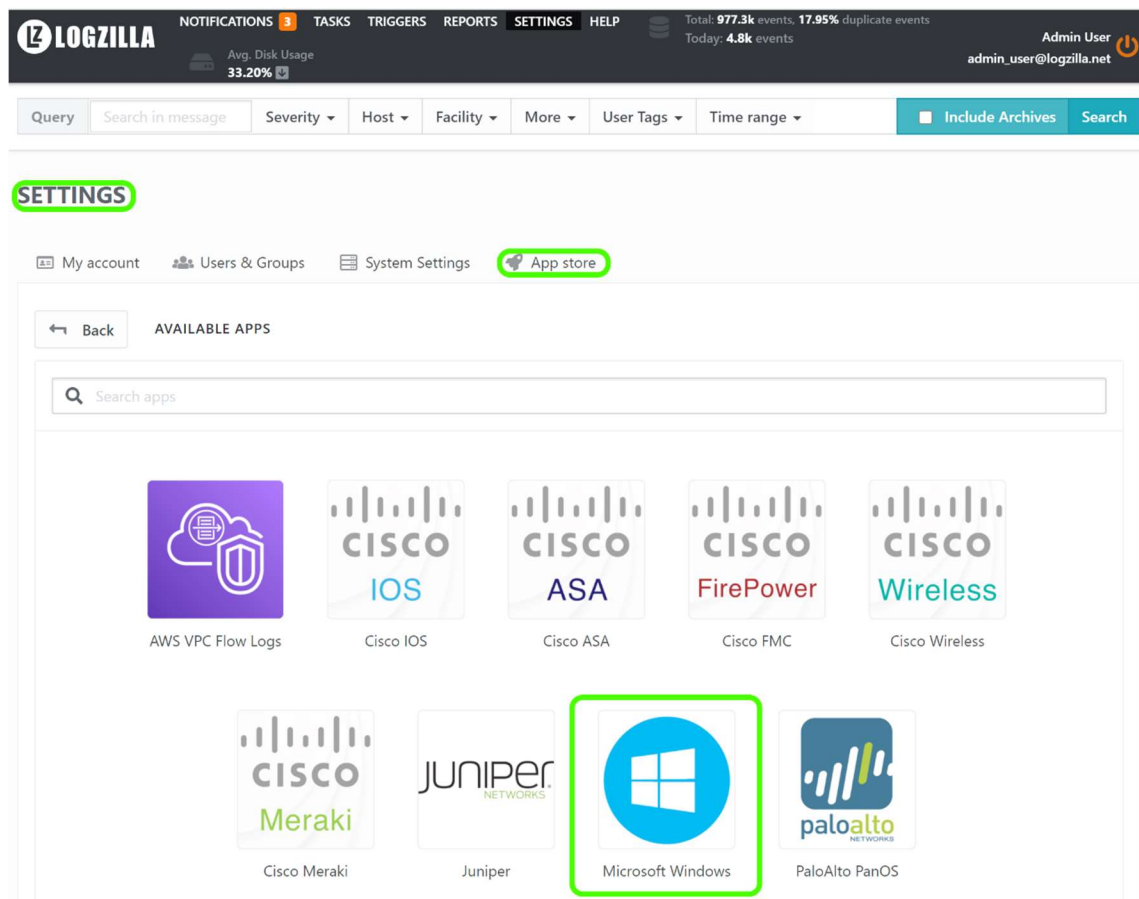 LZ LOGZILLA
NOTIFICATIONS 3 TASKS TRIGGERS REPORTS SETTINGS HELP
Total: 977.3k events, 17.95% duplicate events
Today: 4.8k events
Avg. Disk Usage
33.20%
Admin User
admin_user@logzilla.net
Query Search in message Severity Host Facility More User Tags Time range Include Archives Search
SETTINGS
My account Users & Groups System Settings App store
Back AVAILABLE APPS
Search apps
CISCO IOS
CISCO ASA
CISCO FirePower
CISCO Wireless
AWS VPC Flow Logs Cisco IOS Cisco ASA Cisco FMC Cisco Wireless
CISCO Meraki
JUNIPER NETWORKS
paloalto NETWORKS
Cisco Meraki Juniper Microsoft Windows PaloAlto PanOS